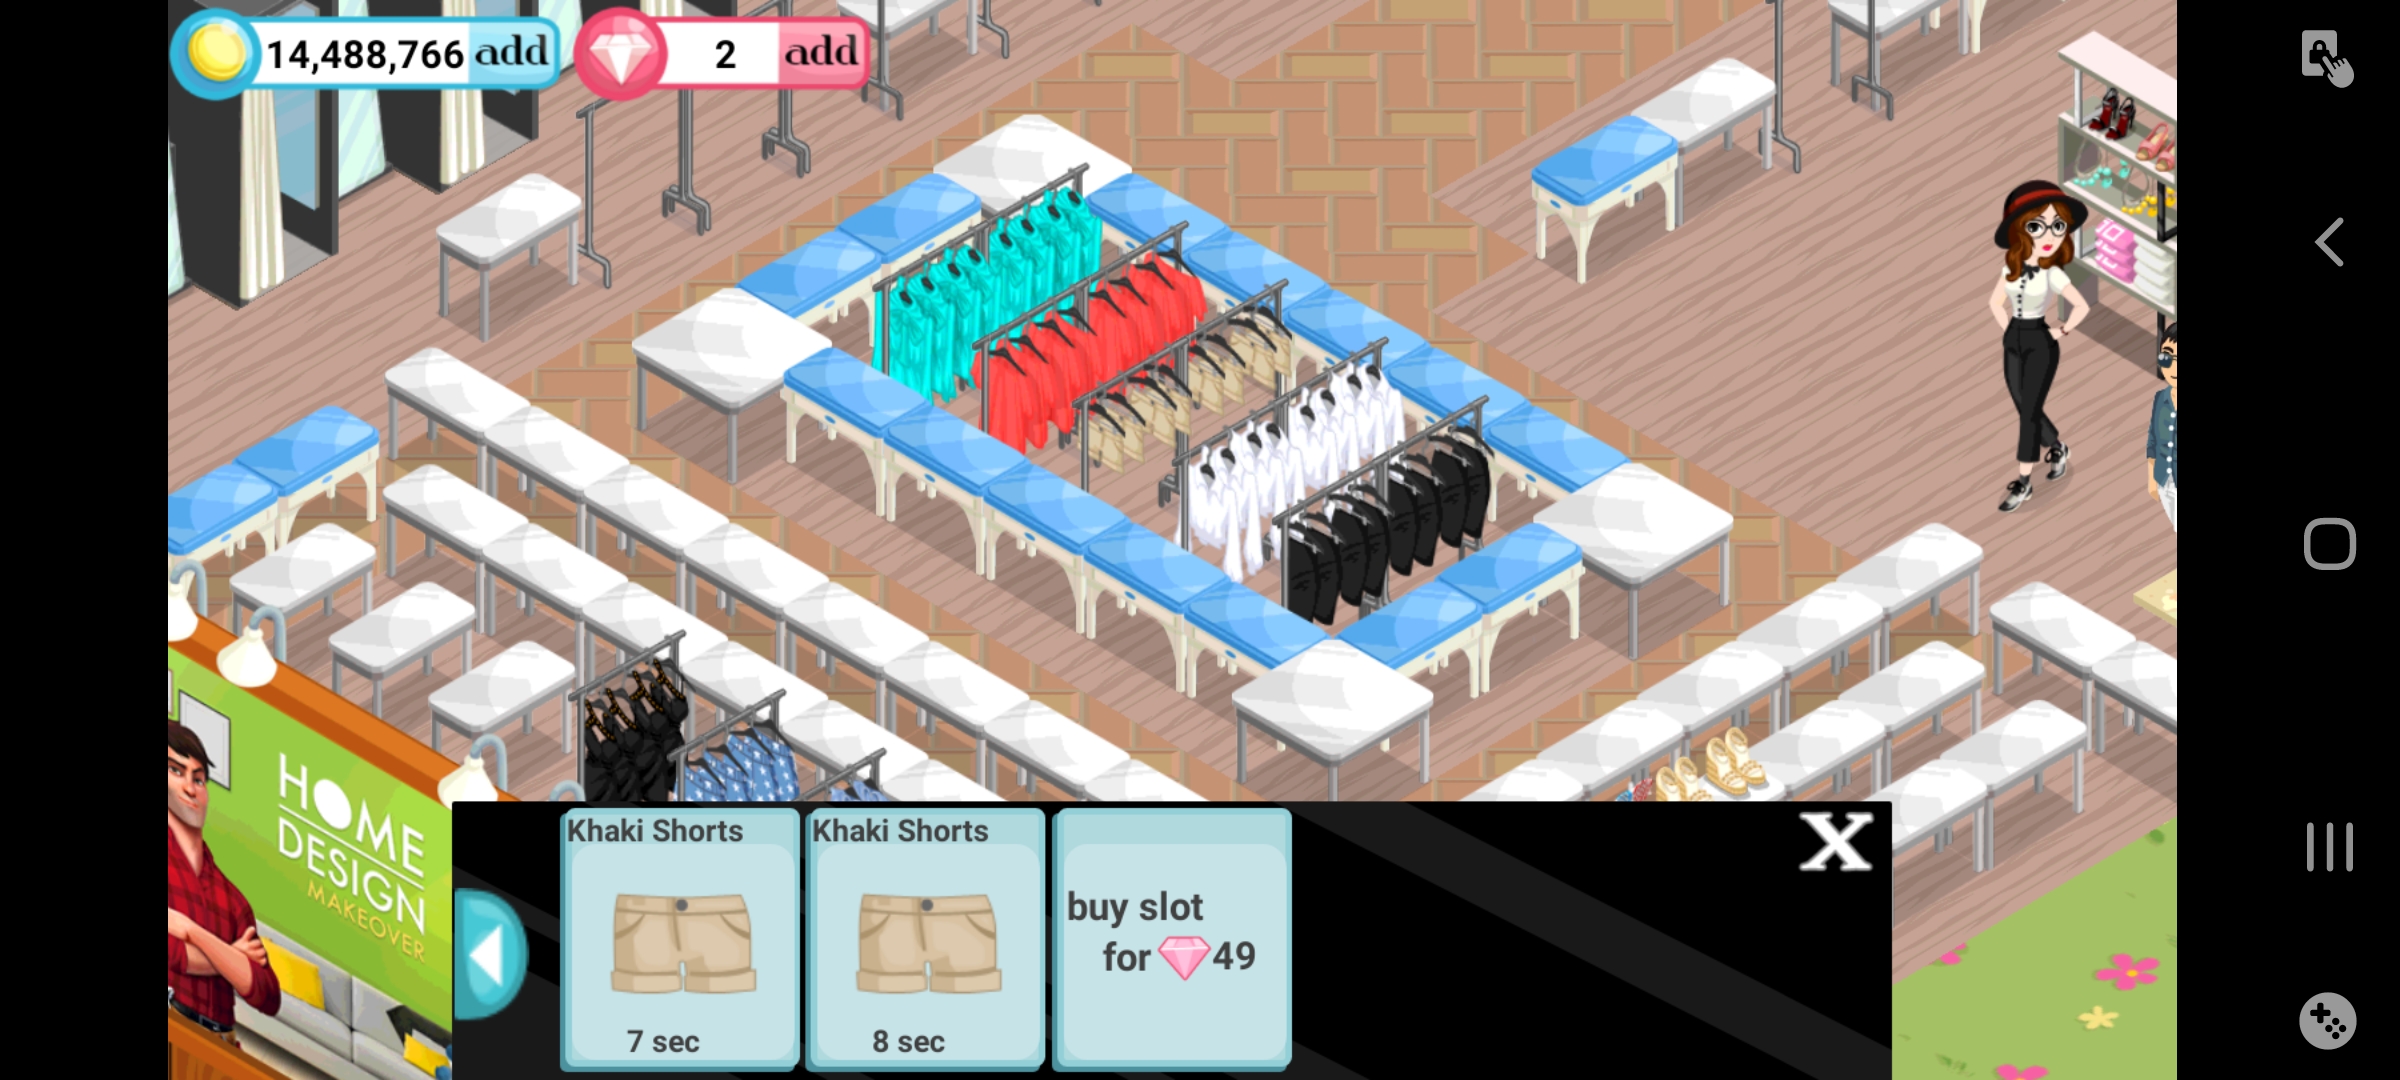 14,488,766 add
2 add
HOME
DESIGN
MAKEOVER
Khaki Shorts
7 sec
Khaki Shorts
8 sec
buy slot
for 49
X